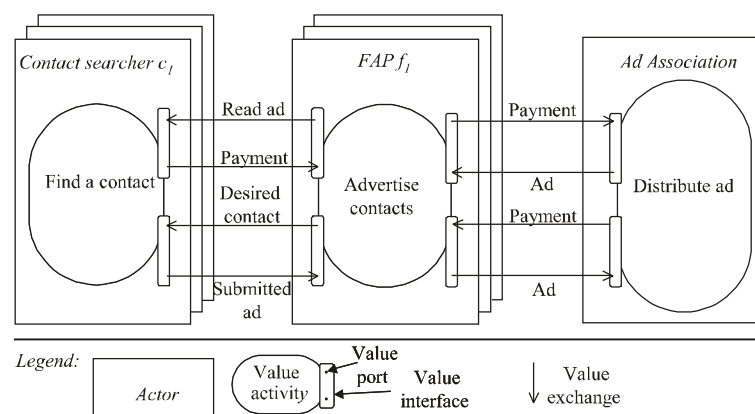 Contact searcher c1
FAP f1
Ad Association
Read ad
Payment
Payment
Find a contact
Desired
contact
Advertise
contacts
Ad
Payment
Distribute ad
Submitted
ad
Ad
Legend:
Actor
Value
activity
Value
port
Value
interface
Value
exchange